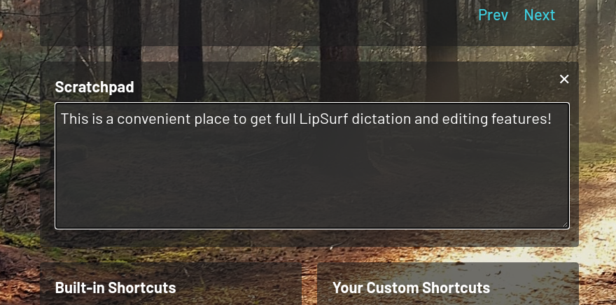 Prev Next
Scratchpad
×
This is a convenient place to get full LipSurf dictation and editing features!
Built-in Shortcuts Your Custom Shortcuts